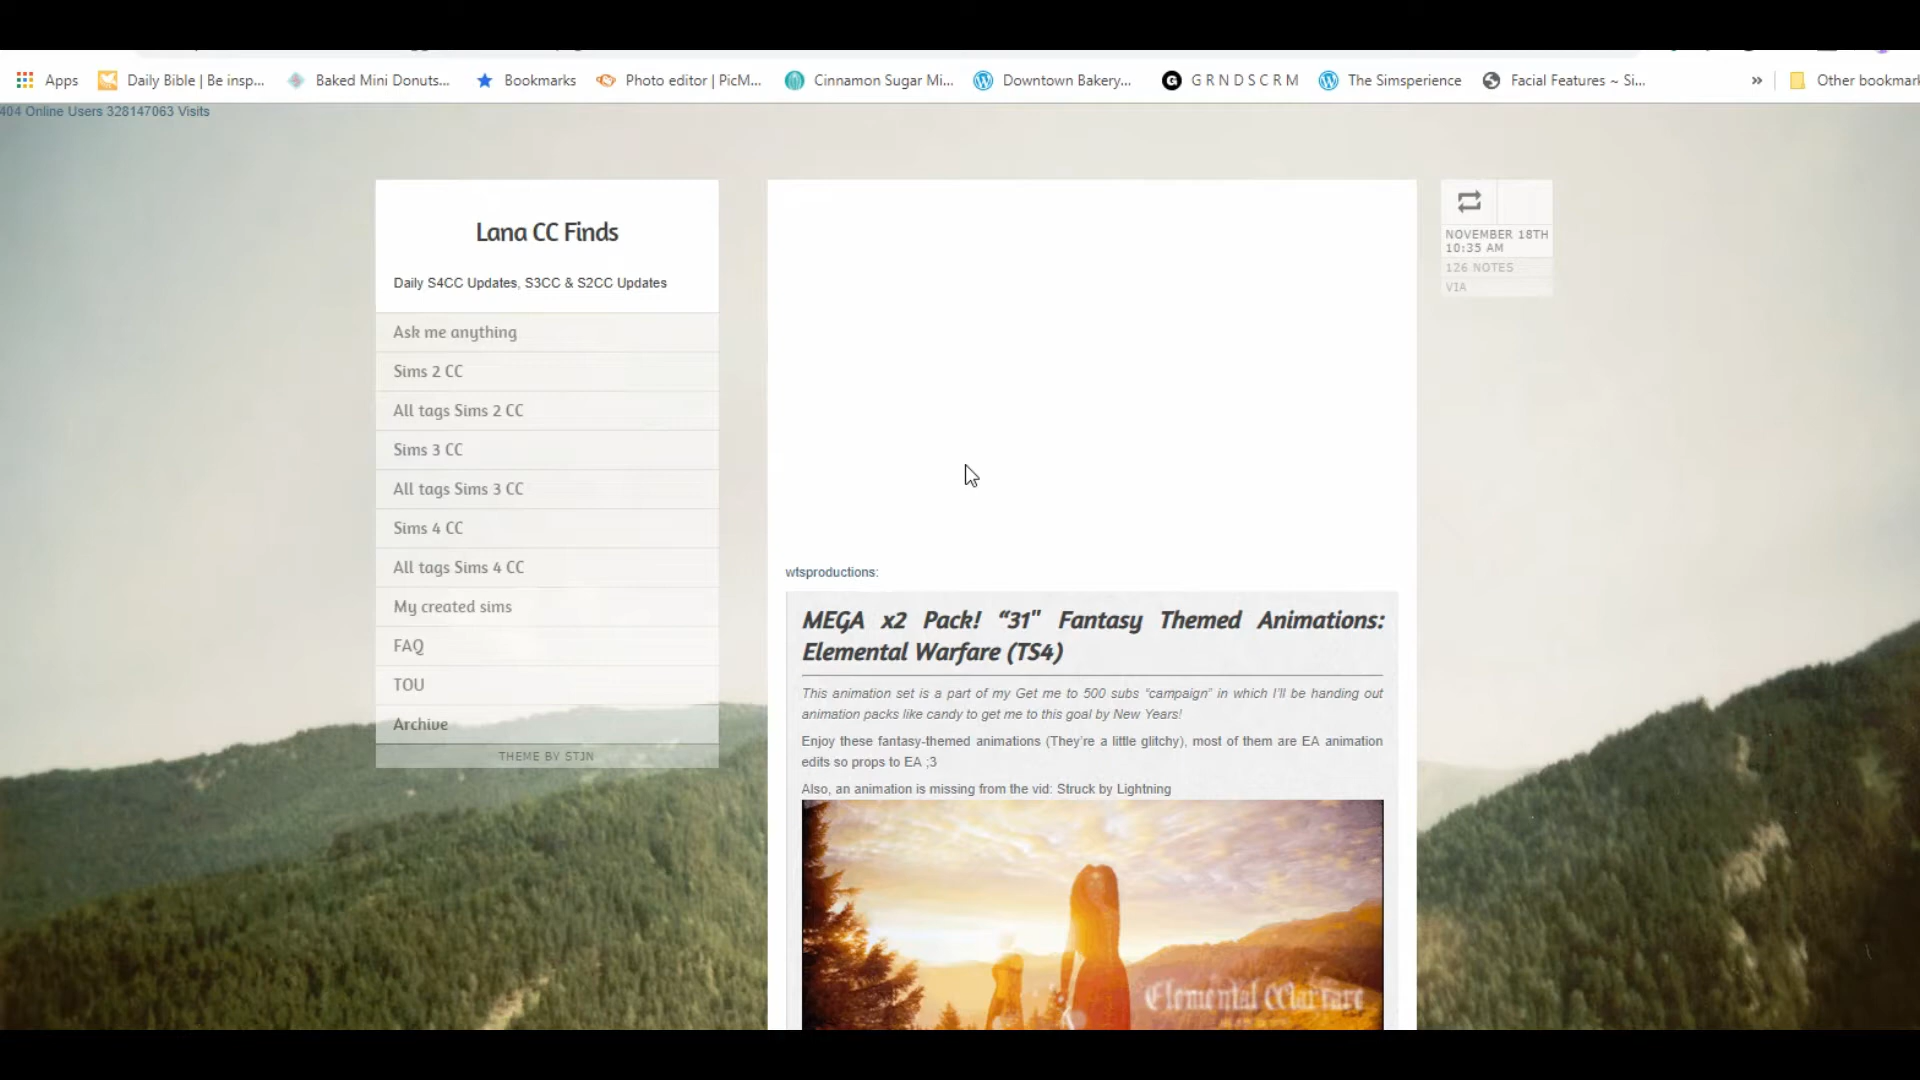 Apps
Daily Bible | Be insp...
Baked Mini Donuts...
Bookmarks
Photo editor | PicM...
Cinnamon Sugar Mi...
Downtown Bakery...
G R N D S C R M
The Simsperience
Facial Features ~ Si...
»
Other bookmark
404 Online Users 328147063 Visits
Lana CC Finds
Daily S4CC Updates, S3CC & S2CC Updates
Ask me anything
Sims 2 CC
All tags Sims 2 CC
Sims 3 CC
All tags Sims 3 CC
Sims 4 CC
All tags Sims 4 CC
My created sims
FAQ
TOU
Archive
THEME BY STIJN
NOVEMBER 18TH
10:35 AM
126 NOTES
VIA
wtsproductions:
MEGA x2 Pack! “31" Fantasy Themed Animations:
Elemental Warfare (TS4)
This animation set is a part of my Get me to 500 subs “campaign” in which I’ll be handing out
animation packs like candy to get me to this goal by New Years!
Enjoy these fantasy-themed animations (They’re a little glitchy), most of them are EA animation
edits so props to EA ;3
Also, an animation is missing from the vid: Struck by Lightning
Elemental Warfare